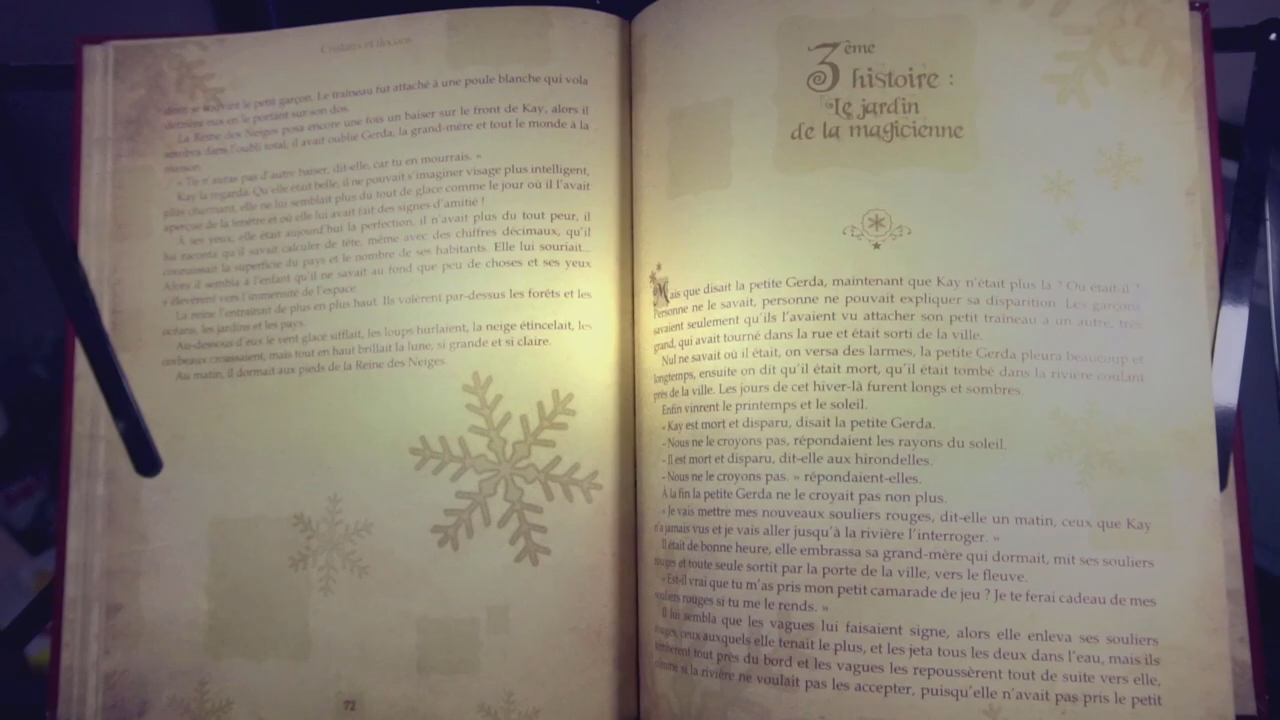 Cristaux et flocons
dont se souvint le petit garçon. Le traîneau fut attaché à une poule blanche qui vola
derrière eux en le portant sur son dos.
La Reine des Neiges posa encore une fois un baiser sur le front de Kay, alors il
sombra dans l'oubli total, il avait oublié Gerda, la grand-mère et tout le monde à la
maison.
« Tu n'auras pas d'autre baiser, dit-elle, car tu en mourrais. »
Kay la regarda. Qu'elle était belle, il ne pouvait s'imaginer visage plus intelligent,
plus charmant, elle ne lui semblait plus du tout de glace comme le jour où il l'avait
aperçue de la fenêtre et où elle lui avait fait des signes d'amitié !
À ses yeux, elle était aujourd'hui la perfection, il n'avait plus du tout peur, il
lui raconta qu'il savait calculer de tête, même avec des chiffres décimaux, qu'il
connaissait la superficie du pays et le nombre de ses habitants. Elle lui souriait...
Alors il sembla à l'enfant qu'il ne savait au fond que peu de choses et ses yeux
s'élevèrent vers l'immensité de l'espace.
La reine l'entraînait de plus en plus haut. Ils volèrent par-dessus les forêts et les
océans, les jardins et les pays.
Au-dessous d'eux le vent glacé sifflait, les loups hurlaient, la neige étincelait, les
corbeaux croassaient, mais tout en haut brillait la lune, si grande et si claire.
Au matin, il dormait aux pieds de la Reine des Neiges.
72
3ème
histoire :
Le jardin
de la magicienne
Mais que disait la petite Gerda, maintenant que Kay n'était plus là ? Où était-il ?
Personne ne le savait, personne ne pouvait expliquer sa disparition. Les garçons
savaient seulement qu'ils l'avaient vu attacher son petit traîneau à un autre, très
grand, qui avait tourné dans la rue et était sorti de la ville.
Nul ne savait où il était, on versa des larmes, la petite Gerda pleura beaucoup et
longtemps, ensuite on dit qu'il était mort, qu'il était tombé dans la rivière coulant
près de la ville. Les jours de cet hiver-là furent longs et sombres.
Enfin vinrent le printemps et le soleil.
« Kay est mort et disparu, disait la petite Gerda.
– Nous ne le croyons pas, répondaient les rayons du soleil.
– Il est mort et disparu, dit-elle aux hirondelles.
– Nous ne le croyons pas. » répondaient-elles.
À la fin la petite Gerda ne le croyait pas non plus.
« Je vais mettre mes nouveaux souliers rouges, dit-elle un matin, ceux que Kay
n'a jamais vus et je vais aller jusqu'à la rivière l'interroger. »
Il était de bonne heure, elle embrassa sa grand-mère qui dormait, mit ses souliers
rouges et toute seule sortit par la porte de la ville, vers le fleuve.
« Est-il vrai que tu m'as pris mon petit camarade de jeu ? Je te ferai cadeau de mes
souliers rouges si tu me le rends. »
Il lui sembla que les vagues lui faisaient signe, alors elle enleva ses souliers
rouges, ceux auxquels elle tenait le plus, et les jeta tous les deux dans l'eau, mais ils
tombèrent tout près du bord et les vagues les repoussèrent tout de suite vers elle,
comme si la rivière ne voulait pas les accepter, puisqu'elle n'avait pas pris le petit